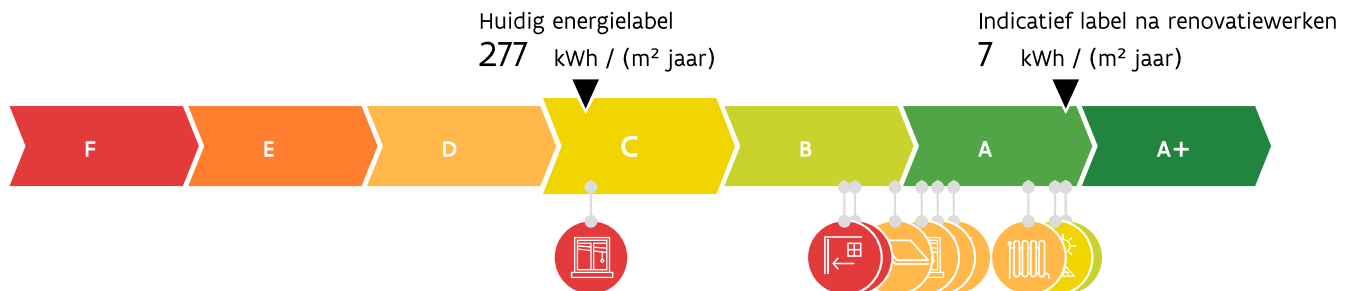 Huidig energielabel
277 kWh / (m² jaar)
Indicatief label na renovatiewerken
7 kWh / (m² jaar)
F E D C B A A+